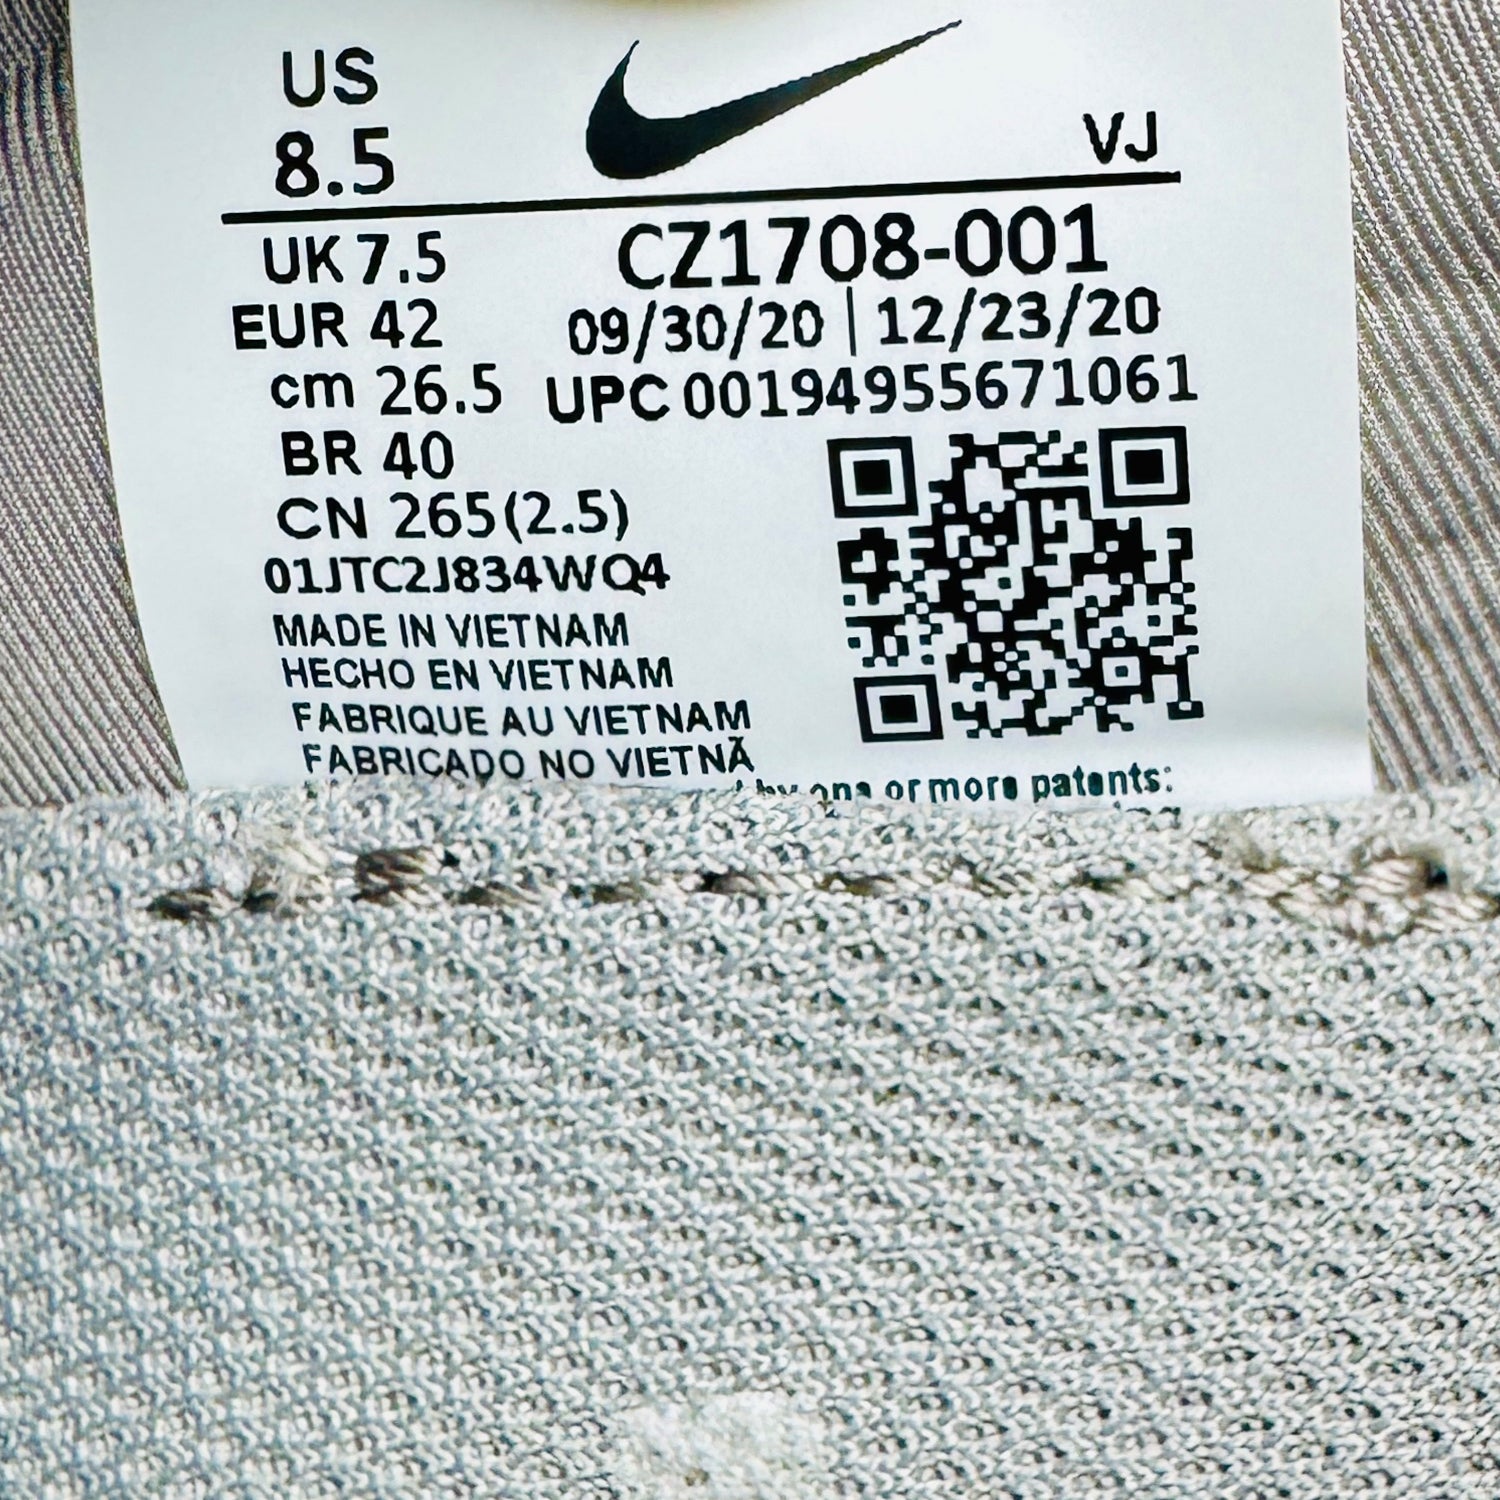 US
8.5
VJ
UK 7.5
CZ1708-001
EUR 42
09/30/20 | 12/23/20
cm 26.5
UPC 00194955671061
BR 40
CN 265(2.5)
01JTC2J834WQ4
MADE IN VIETNAM
HECHO EN VIETNAM
FABRIQUE AU VIETNAM
FABRICADO NO VIETNÃ
by one or more patents: